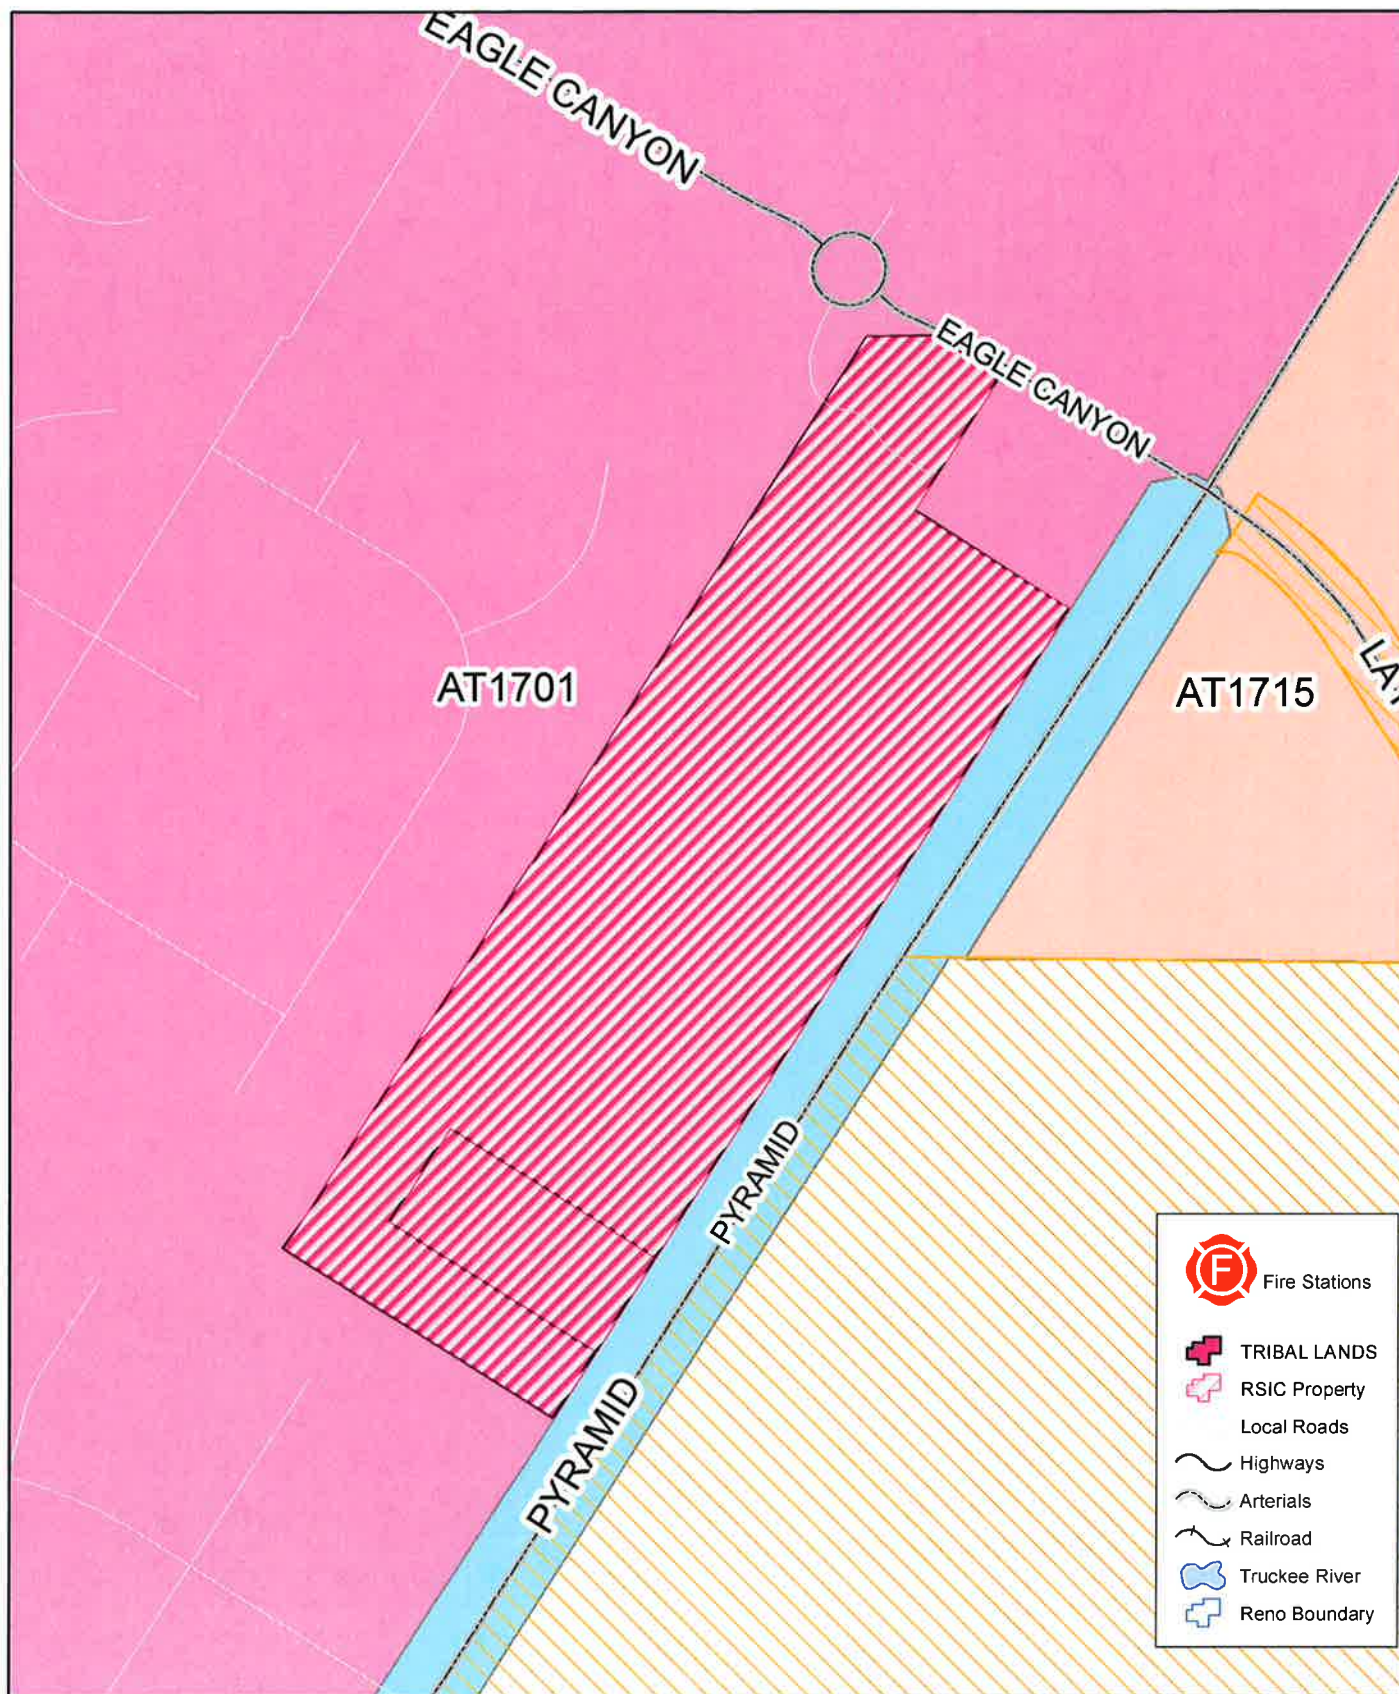 EAGLE CANYON
EAGLE CANYON
AT1701
AT1715
PYRAMID
PYRAMID
F
Fire Stations
TRIBAL LANDS
RSIC Property
Local Roads
Highways
Arterials
Railroad
Truckee River
Reno Boundary